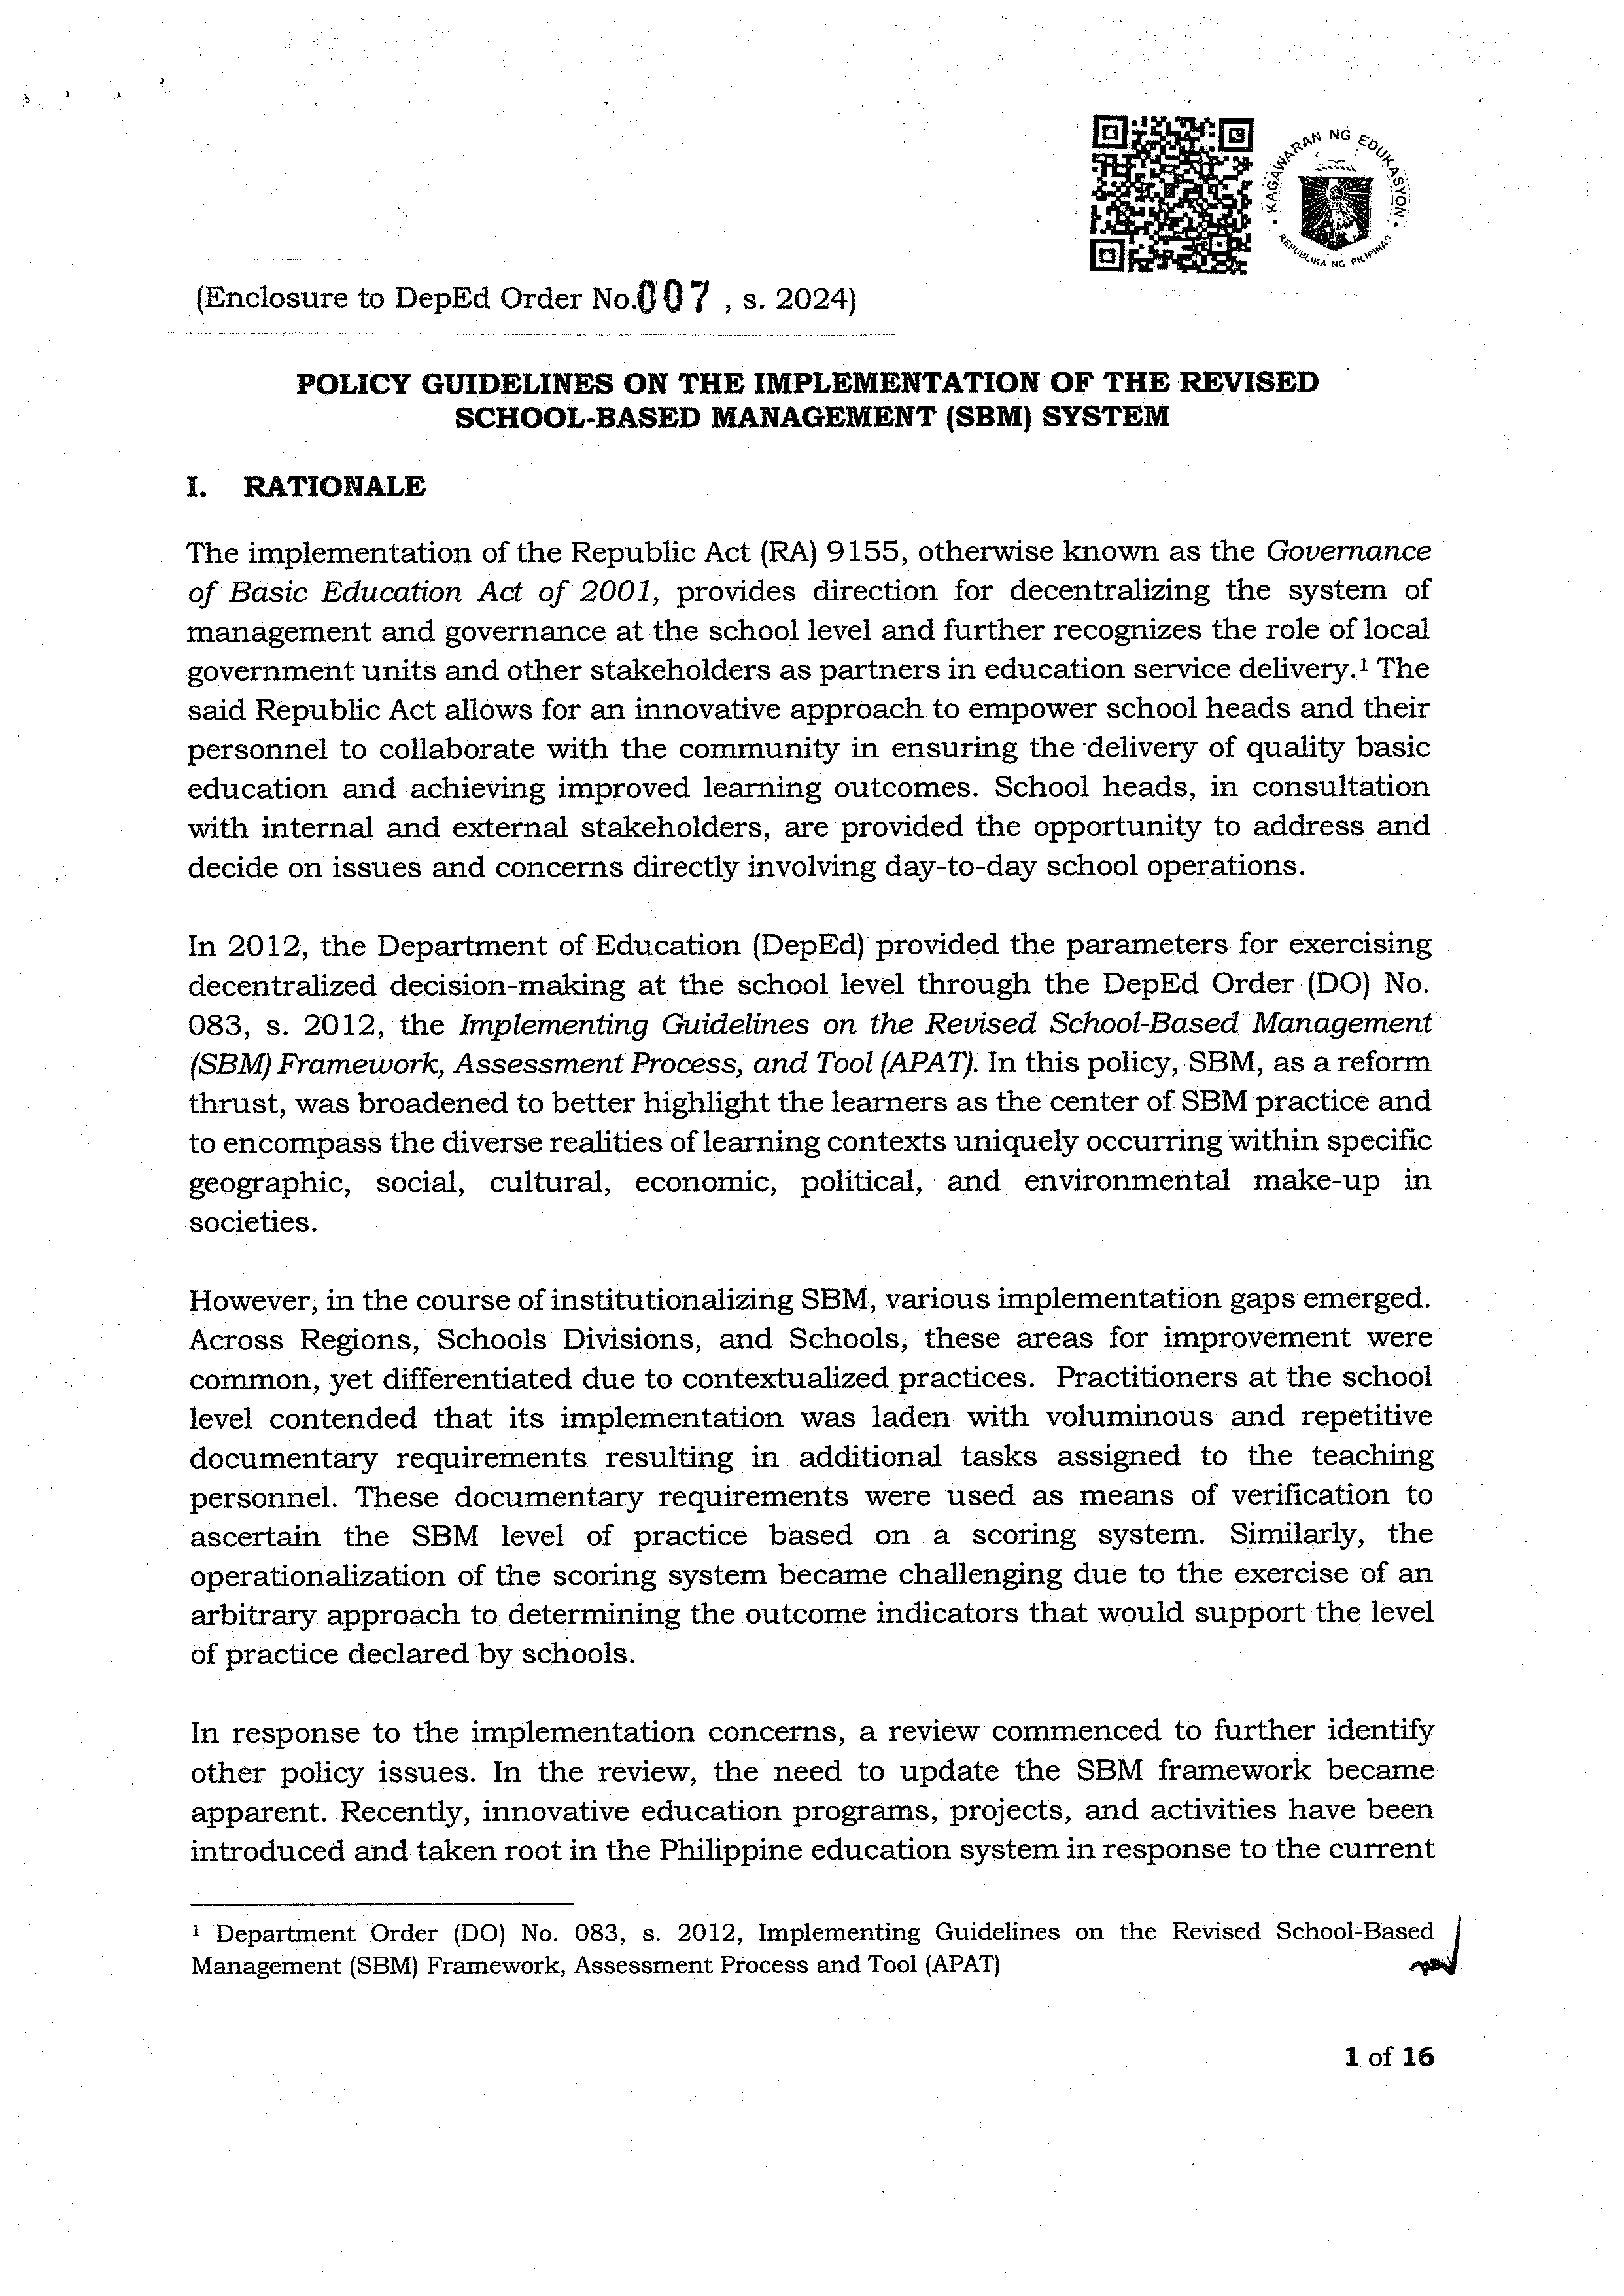 KAGAWARAN NG EDUKASYON
REPUBLIKA NG PILIPINAS
(Enclosure to DepEd Order No.007 , s. 2024)
POLICY GUIDELINES ON THE IMPLEMENTATION OF THE REVISED
SCHOOL-BASED MANAGEMENT (SBM) SYSTEM
I. RATIONALE
The implementation of the Republic Act (RA) 9155, otherwise known as the Governance
of Basic Education Act of 2001, provides direction for decentralizing the system of
management and governance at the school level and further recognizes the role of local
government units and other stakeholders as partners in education service delivery.¹ The
said Republic Act allows for an innovative approach to empower school heads and their
personnel to collaborate with the community in ensuring the delivery of quality basic
education and achieving improved learning outcomes. School heads, in consultation
with internal and external stakeholders, are provided the opportunity to address and
decide on issues and concerns directly involving day-to-day school operations.
In 2012, the Department of Education (DepEd) provided the parameters for exercising
decentralized decision-making at the school level through the DepEd Order (DO) No.
083, s. 2012, the Implementing Guidelines on the Revised School-Based Management
(SBM) Framework, Assessment Process, and Tool (APAT). In this policy, SBM, as a reform
thrust, was broadened to better highlight the learners as the center of SBM practice and
to encompass the diverse realities of learning contexts uniquely occurring within specific
geographic, social, cultural, economic, political, and environmental make-up in
societies.
However, in the course of institutionalizing SBM, various implementation gaps emerged.
Across Regions, Schools Divisions, and Schools, these areas for improvement were
common, yet differentiated due to contextualized practices. Practitioners at the school
level contended that its implementation was laden with voluminous and repetitive
documentary requirements resulting in additional tasks assigned to the teaching
personnel. These documentary requirements were used as means of verification to
ascertain the SBM level of practice based on a scoring system. Similarly, the
operationalization of the scoring system became challenging due to the exercise of an
arbitrary approach to determining the outcome indicators that would support the level
of practice declared by schools.
In response to the implementation concerns, a review commenced to further identify
other policy issues. In the review, the need to update the SBM framework became
apparent. Recently, innovative education programs, projects, and activities have been
introduced and taken root in the Philippine education system in response to the current
¹ Department Order (DO) No. 083, s. 2012, Implementing Guidelines on the Revised School-Based
Management (SBM) Framework, Assessment Process and Tool (APAT)
1 of 16